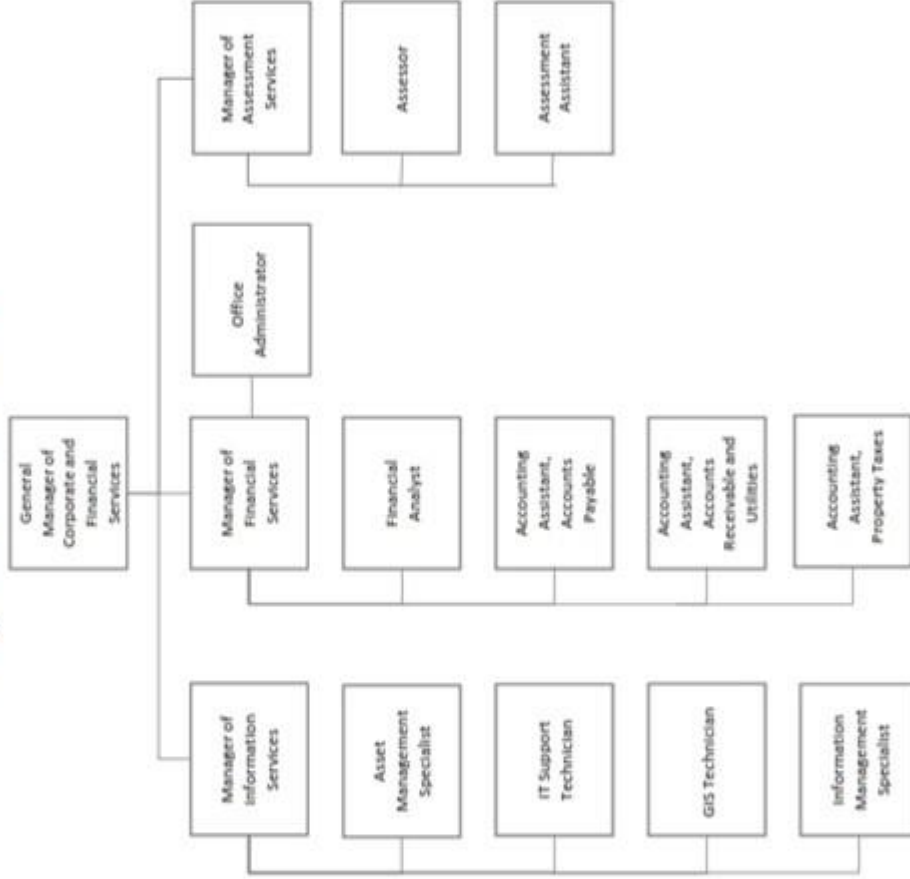 General
Manager of
Corporate and
Financial
Services
Manager of
Information
Services
Asset
Management
Specialist
IT Support
Technician
GIS Technician
Information
Management
Specialist
Manager of
Financial
Services
Office
Administrator
Financial
Analyst
Accounting
Assistant,
Accounts
Payable
Accounting
Assistant,
Accounts
Receivable and
Utilities
Accounting
Assistant,
Property Taxes
Manager of
Assessment
Services
Assessor
Assessment
Assistant